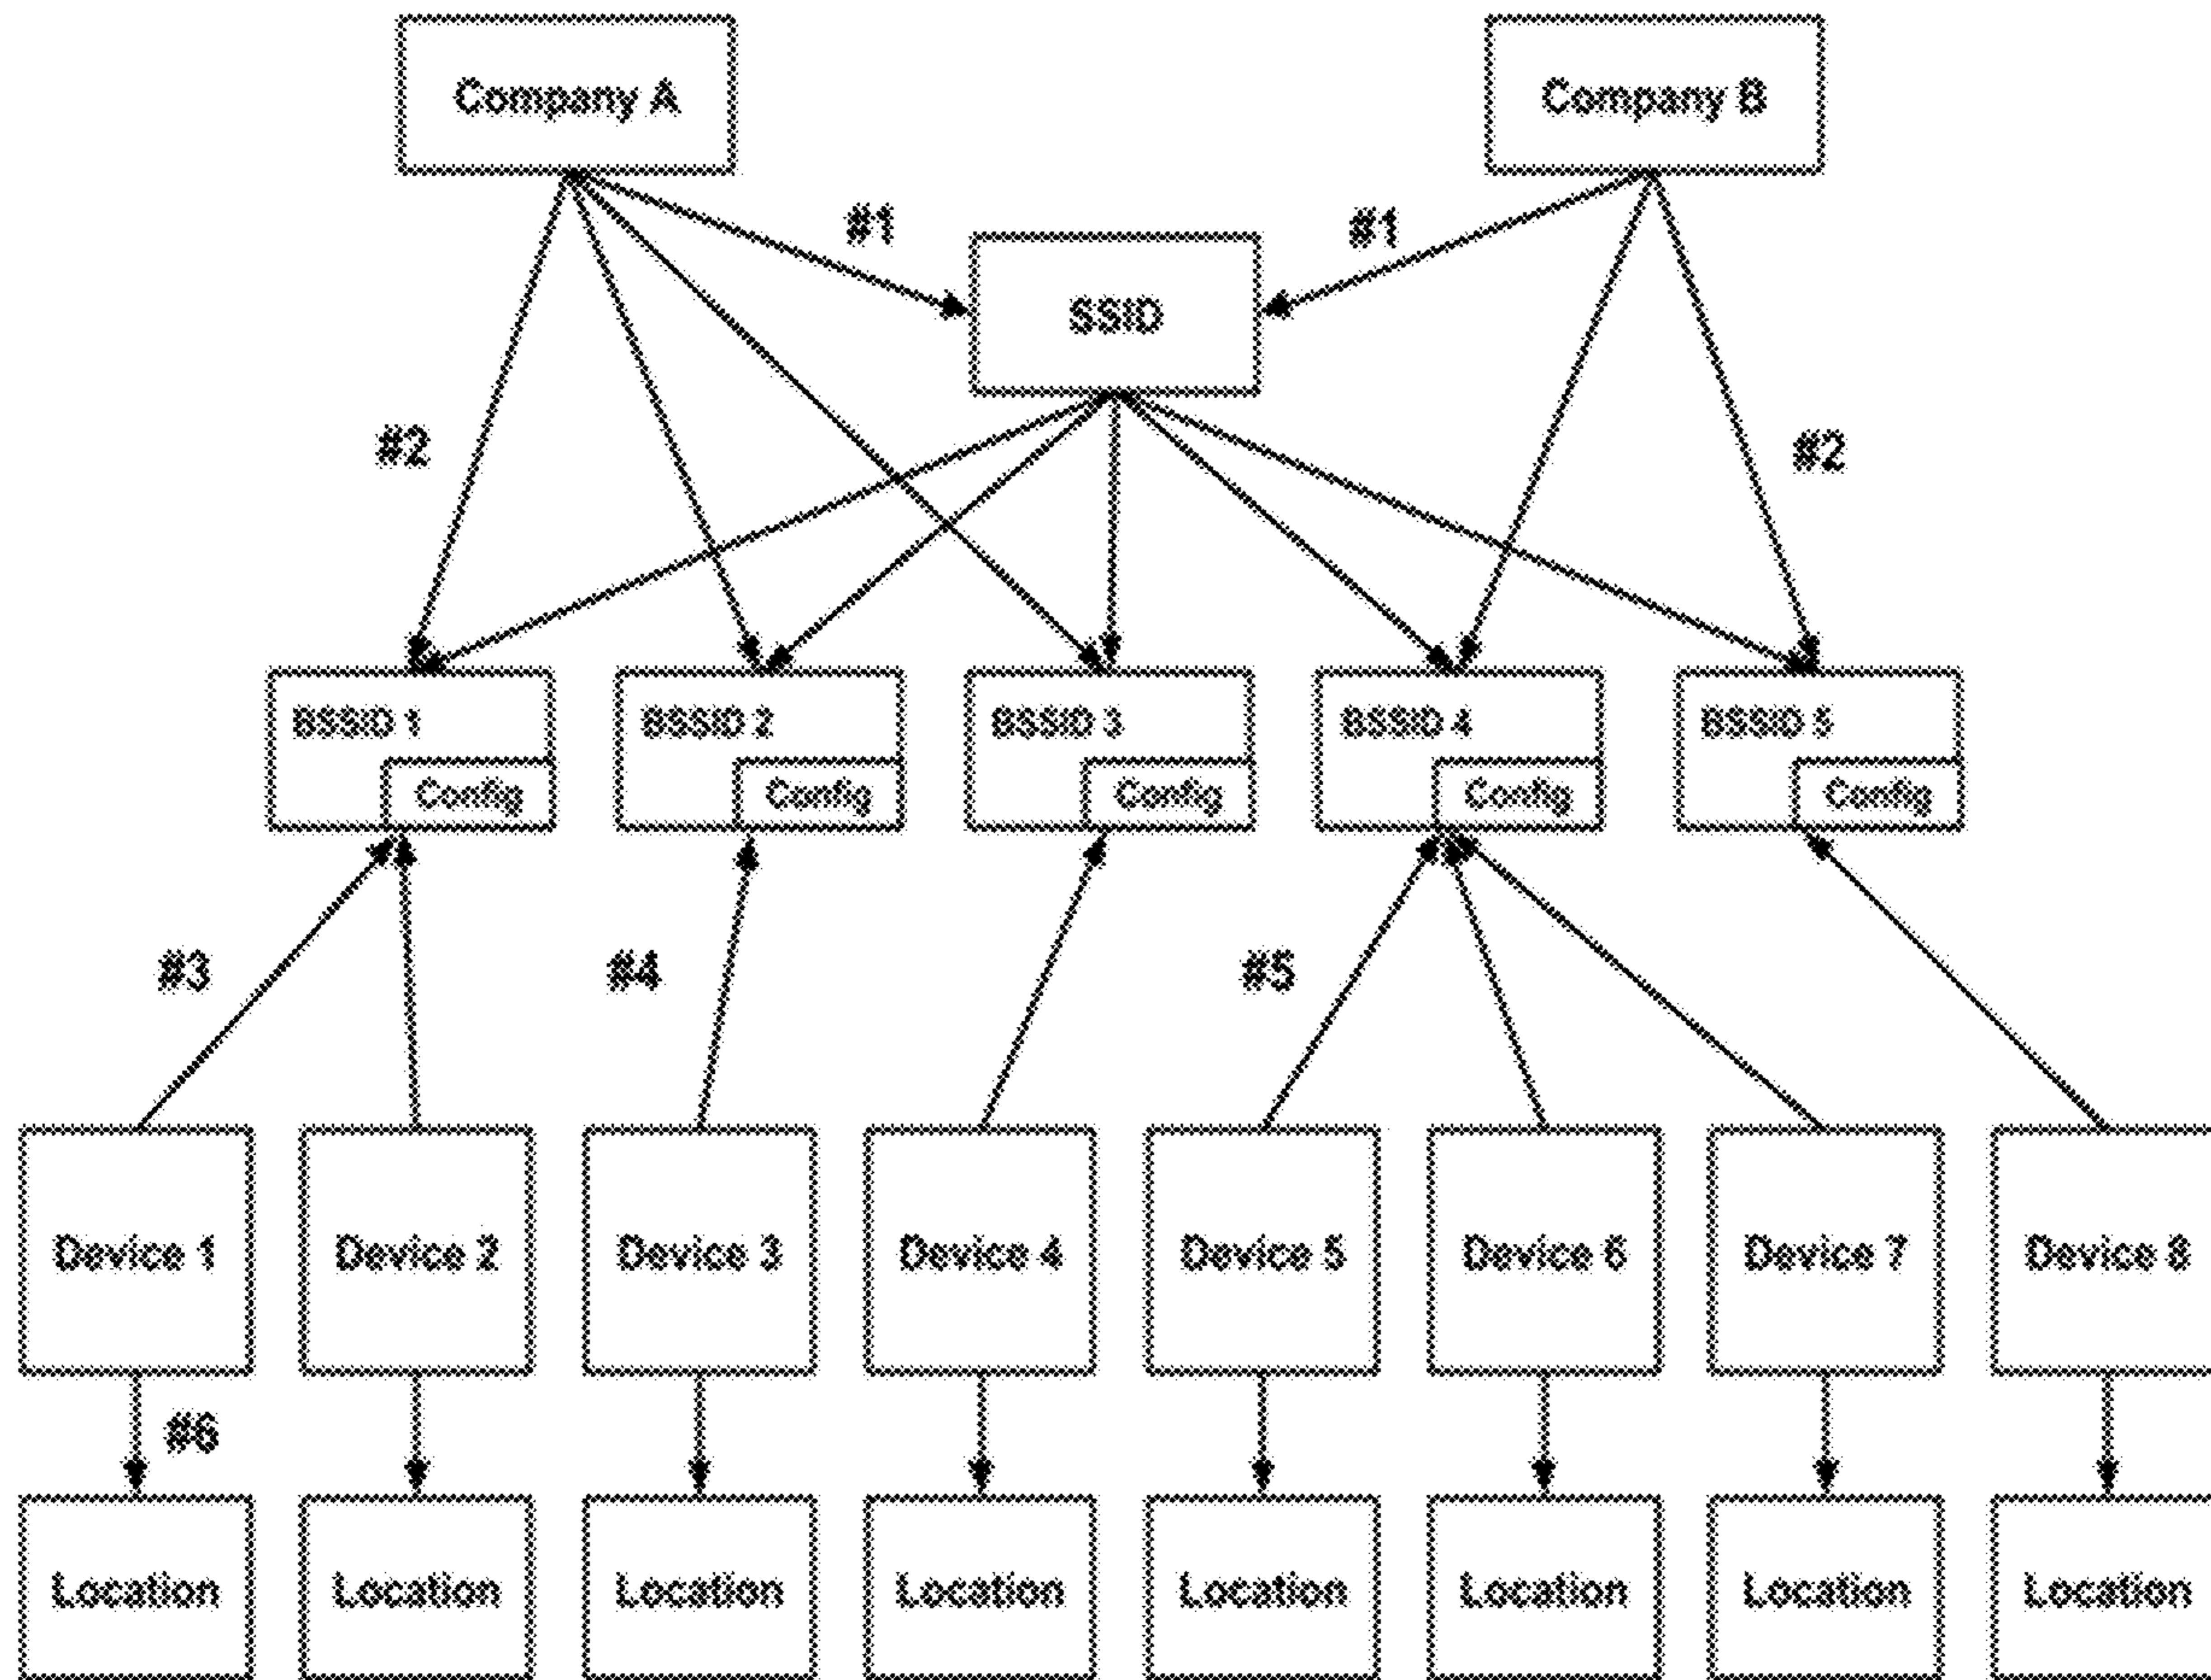 Company A
Company B
#1
#1
SSID
#2
#2
BSSID 1
BSSID 2
BSSID 3
BSSID 4
BSSID 5
Config
Config
Config
Config
Config
#3
#4
#5
Device 1
Device 2
Device 3
Device 4
Device 5
Device 6
Device 7
Device 8
#6
Location
Location
Location
Location
Location
Location
Location
Location